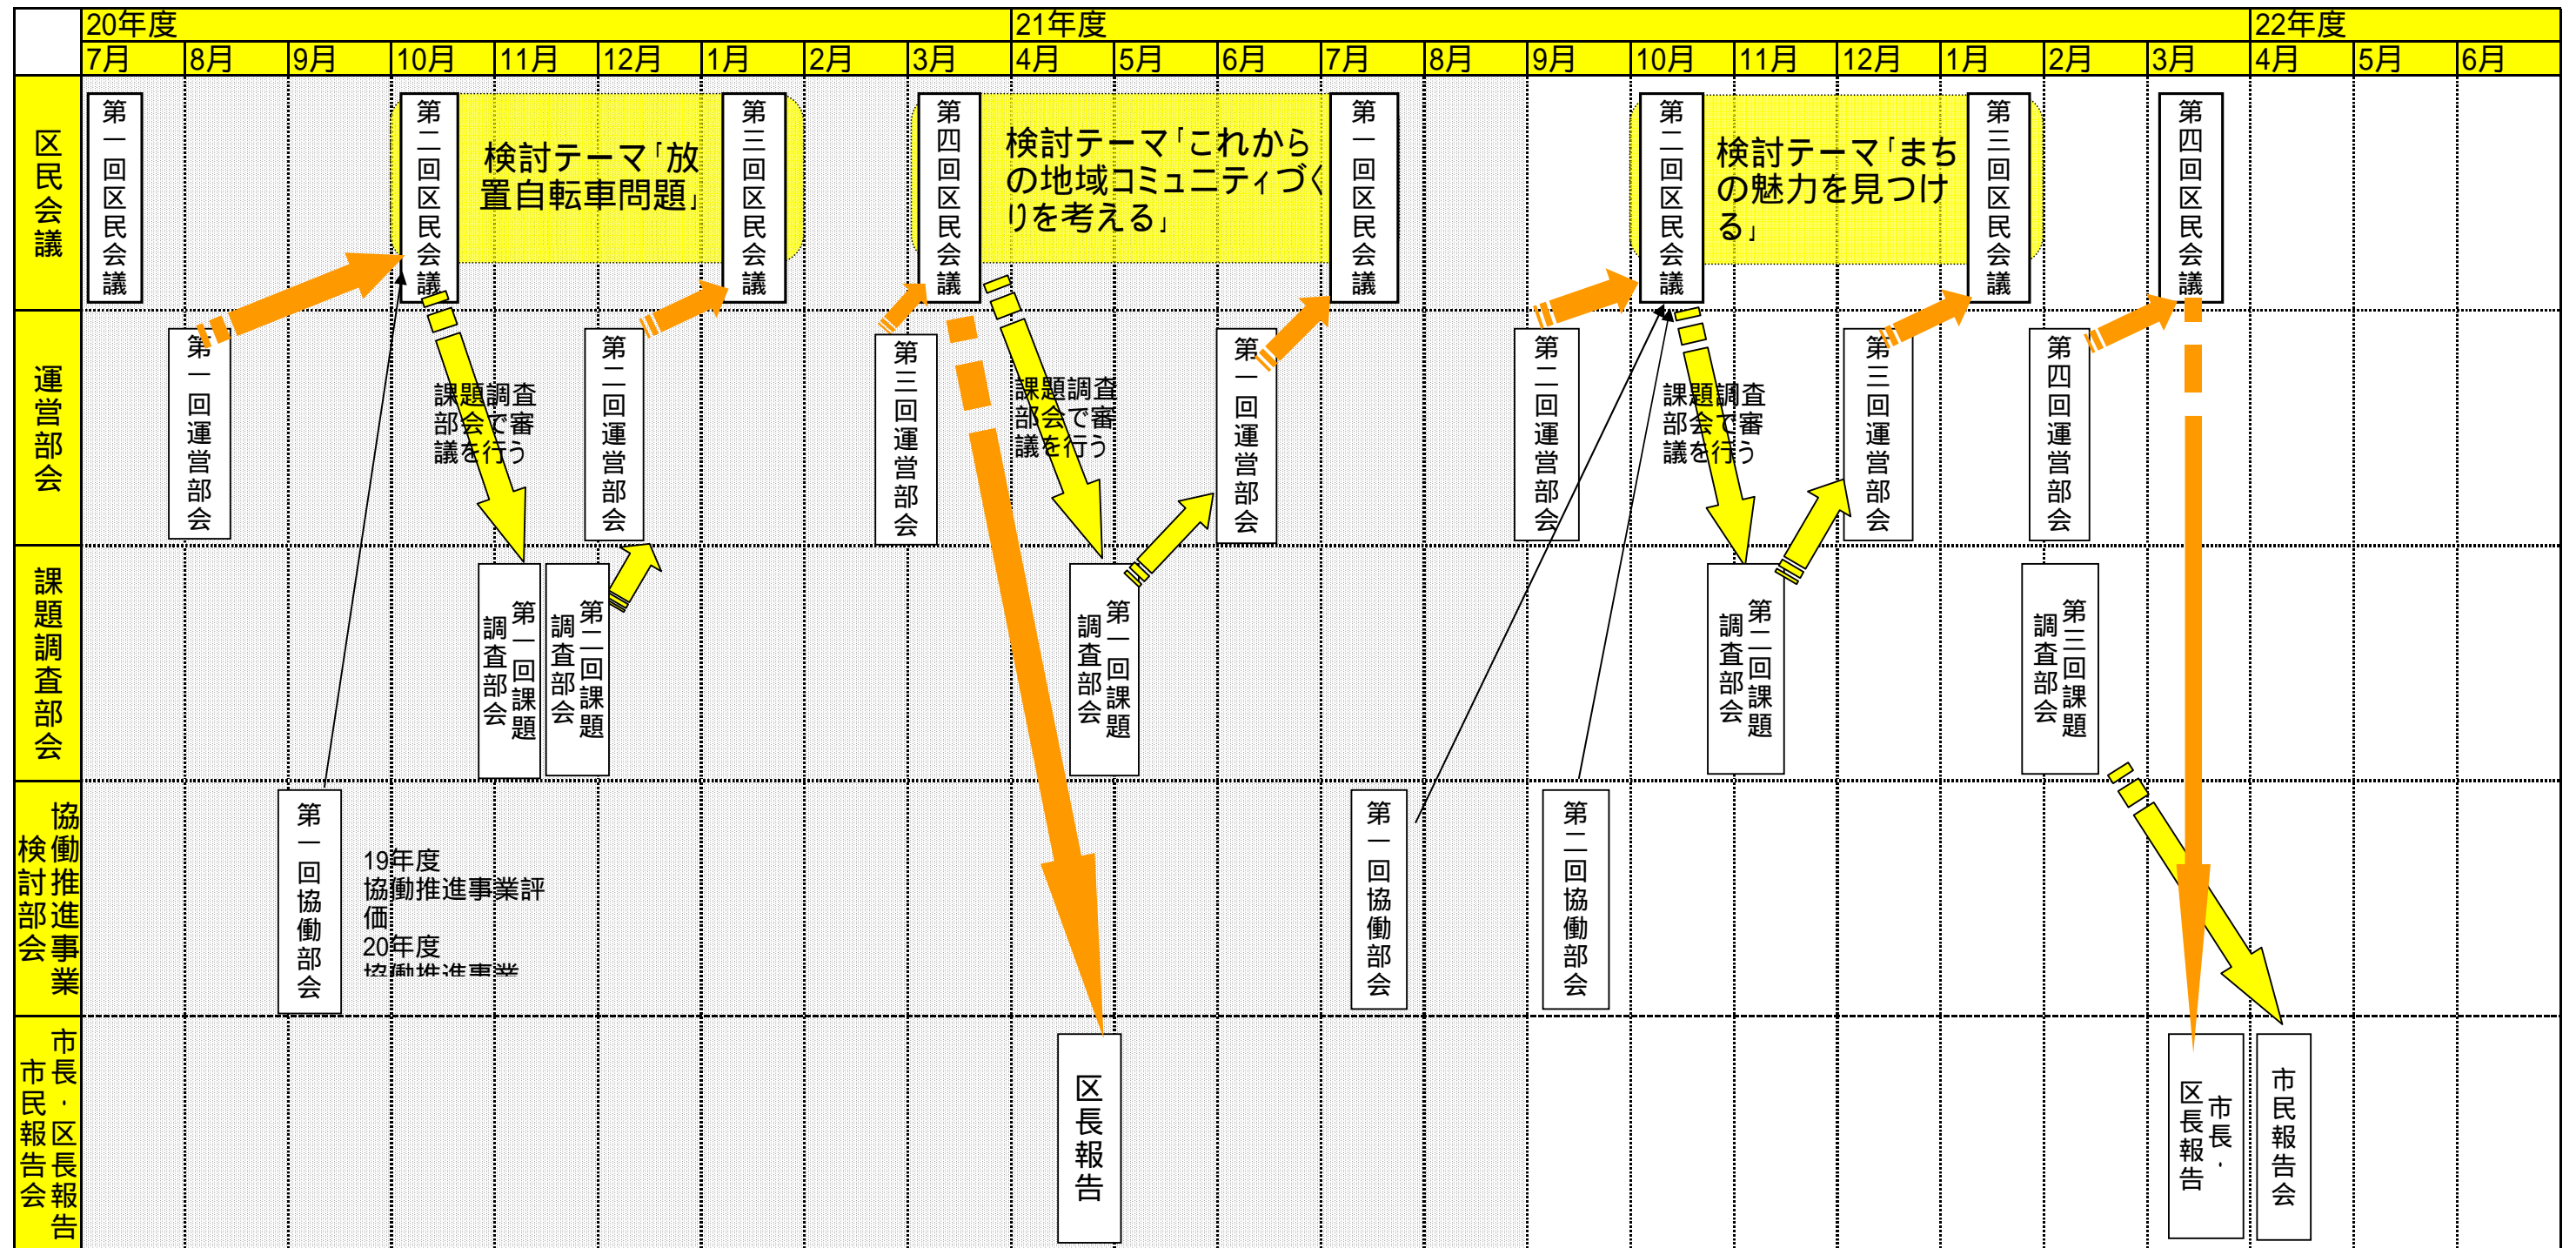 20年度
21年度
22年度
7月
8月
9月
10月
11月
12月
1月
2月
3月
4月
5月
6月
7月
8月
9月
10月
11月
12月
1月
2月
3月
4月
5月
6月
区民会議
第一回区民会議
第二回区民会議
検討テーマ「放
置自転車問題」
第三回区民会議
第四回区民会議
検討テーマ「これから
の地域コミュニティづく
りを考える」
第一回区民会議
第二回区民会議
検討テーマ「まち
の魅力を見つけ
る」
第三回区民会議
第四回区民会議
運営部会
第一回運営部会
課題調査
部会で審
議を行う
第二回運営部会
第三回運営部会
課題調査
部会で審
議を行う
第一回運営部会
第二回運営部会
課題調査
部会で審
議を行う
第三回運営部会
第四回運営部会
課題調査部会
第一回課題
調査部会
第二回課題
調査部会
第一回課題
調査部会
第二回課題
調査部会
第三回課題
調査部会
協働推進事業
検討部会
第一回協働部会
19年度
協働推進事業評
価
20年度
協働推進事業
第一回協働部会
第二回協働部会
市長・区長報告
市民報告会
区長報告
市長・
区長報告
市民報告会